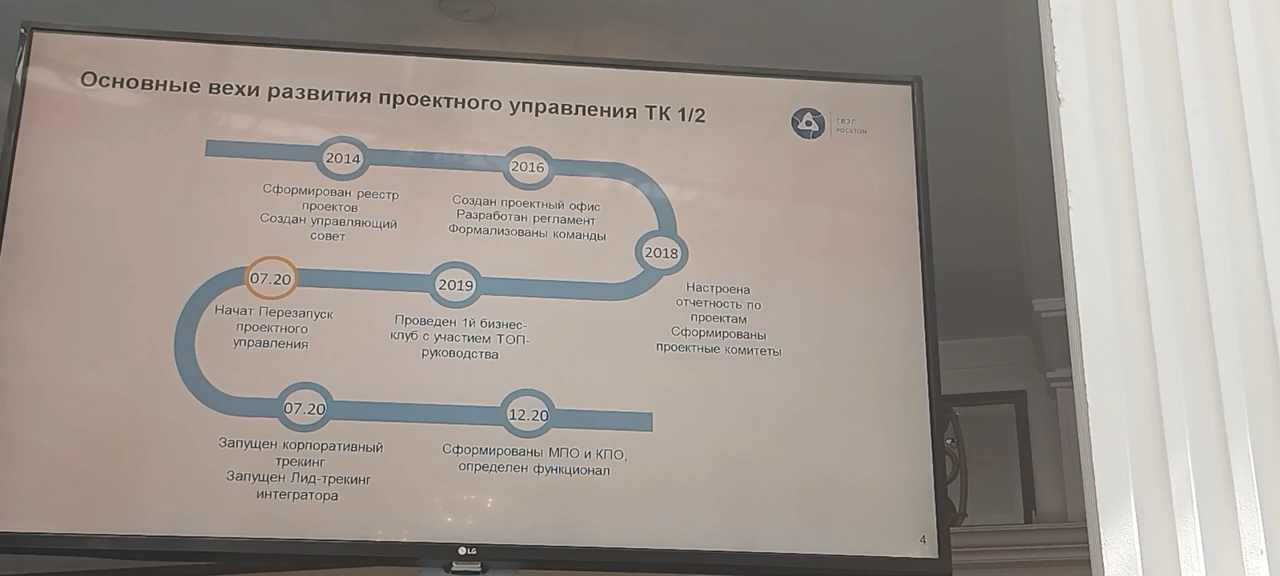 Основные вехи развития проектного управления ТК 1/2
ТВЭЛ
РОСАТОМ
2014
Сформирован реестр
проектов
Создан управляющий
совет
2016
Создан проектный офис
Разработан регламент
Формализованы команды
2018
Настроена
отчетность по
проектам
Сформированы
проектные комитеты
2019
Проведен 1й бизнес-
клуб с участием ТОП-
руководства
07.20
Начат Перезапуск
проектного
управления
07.20
Запущен корпоративный
трекинг
Запущен Лид-трекинг
интегратора
12.20
Сформированы МПО и КПО,
определен функционал
4
LG